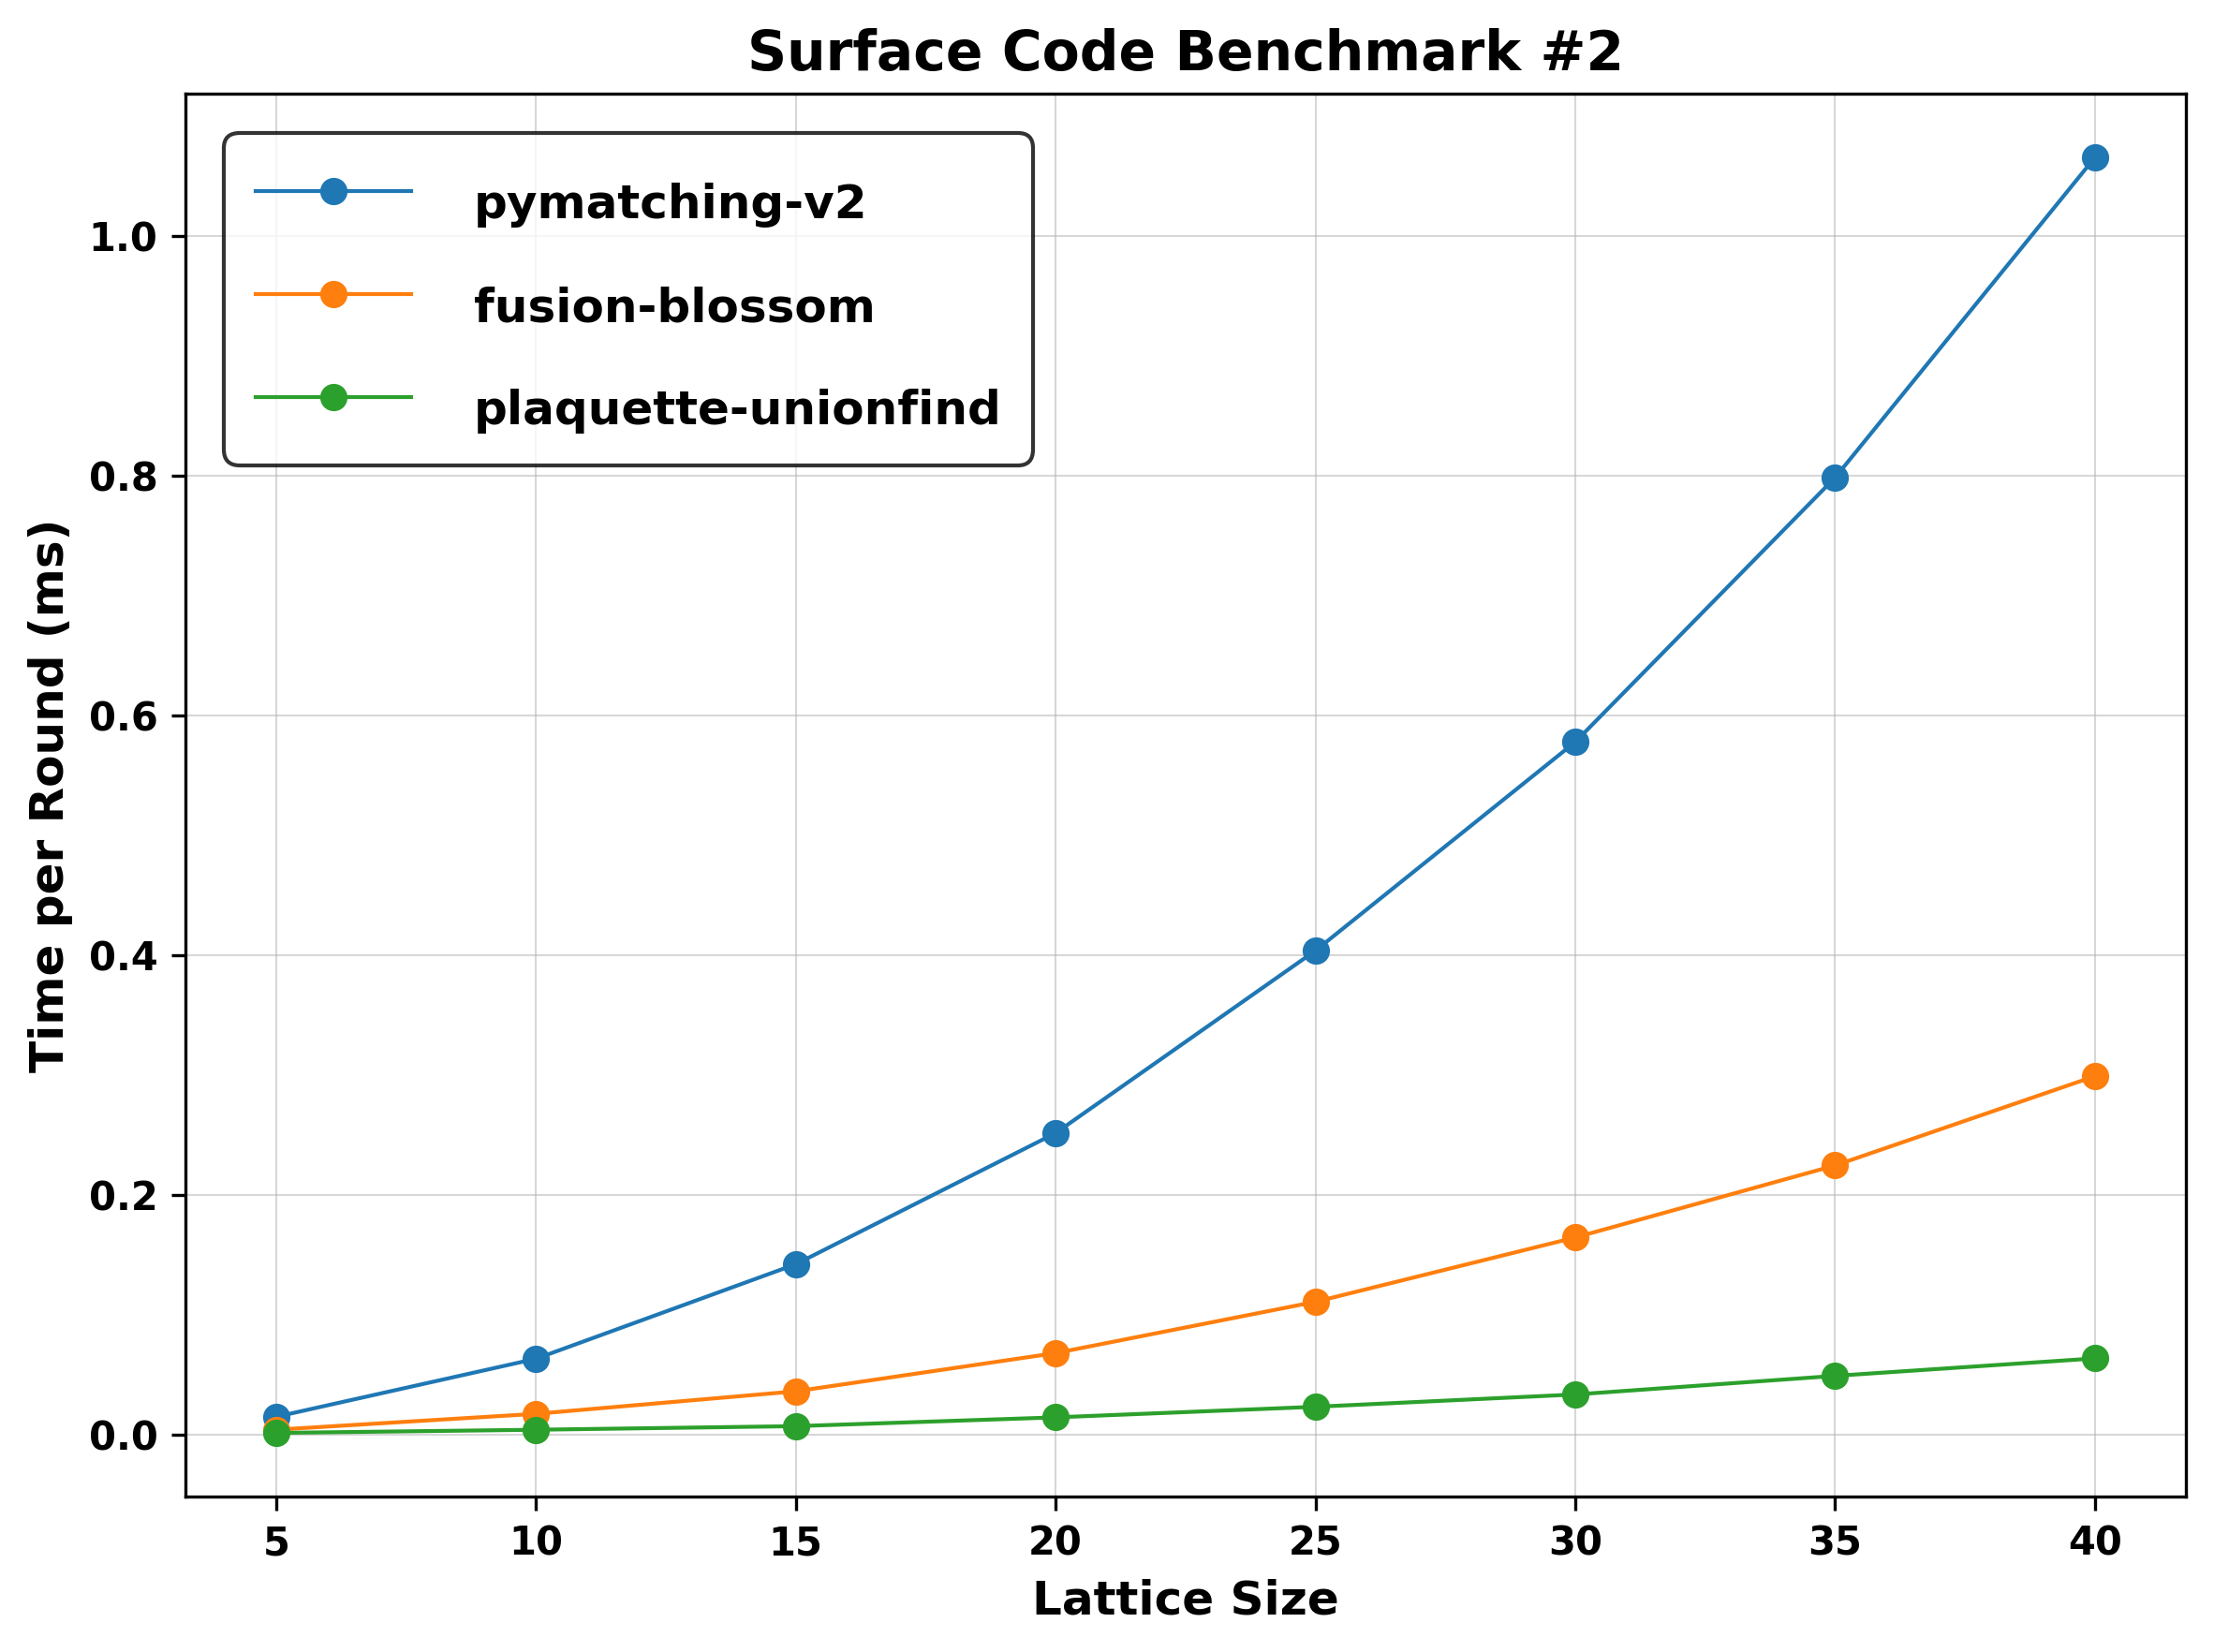 Surface Code Benchmark #2
pymatching-v2
fusion-blossom
plaquette-unionfind
Time per Round (ms)
1.0
0.8
0.6
0.4
0.2
0.0
5 10 15 20 25 30 35 40
Lattice Size